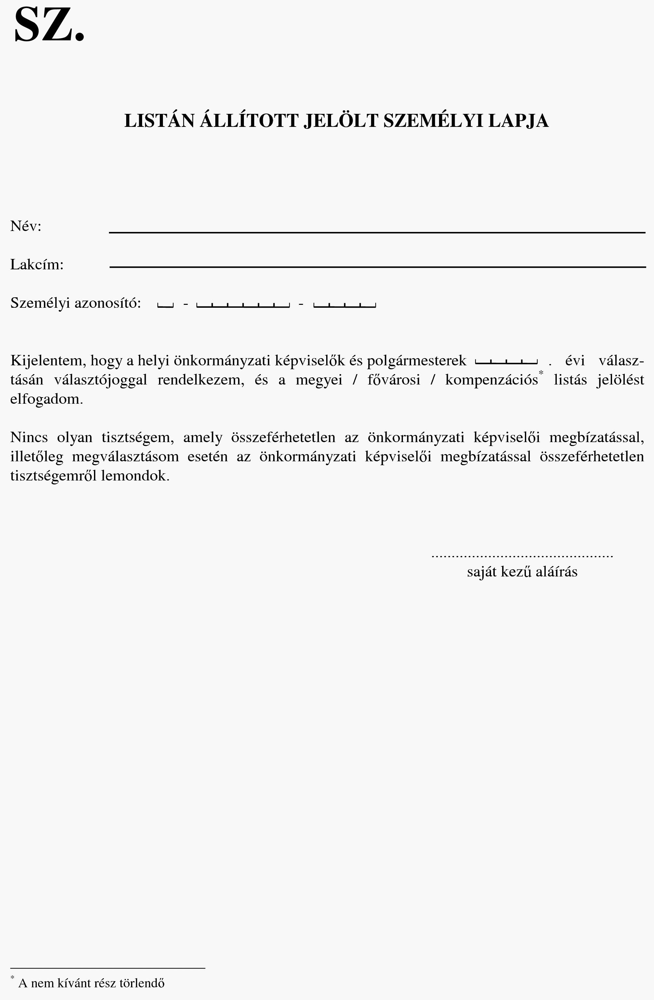 SZ.
LISTÁN ÁLLÍTOTT JELÖLT SZEMÉLYI LAPJA
Név:
Lakcím:
Személyi azonosító: - -
Kijelentem, hogy a helyi önkormányzati képviselők és polgármesterek . évi válasz-
tásán választójoggal rendelkezem, és a megyei / fővárosi / kompenzációs* listás jelölést
elfogadom.
Nincs olyan tisztségem, amely összeférhetetlen az önkormányzati képviselői megbízatással,
illetőleg megválasztásom esetén az önkormányzati képviselői megbízatással összeférhetetlen
tisztségemről lemondok.
..............................................
saját kezű aláírás
* A nem kívánt rész törlendő